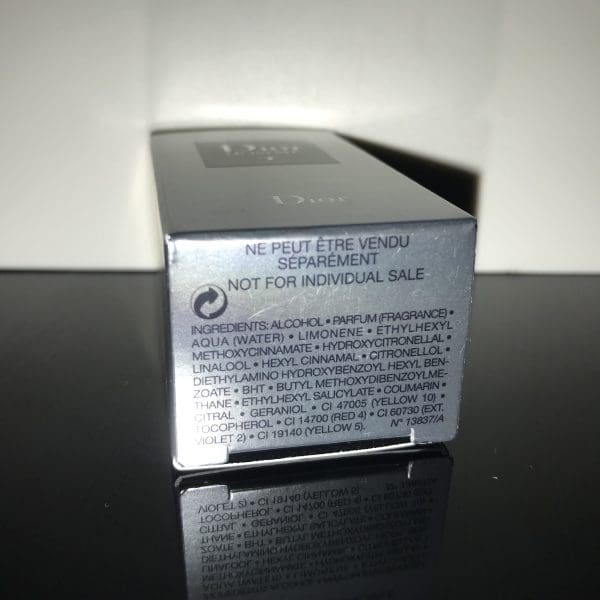 Dior
Dior
NE PEUT ÊTRE VENDU
SÉPARÉMENT
NOT FOR INDIVIDUAL SALE
INGREDIENTS: ALCOHOL • PARFUM (FRAGRANCE) •
AQUA (WATER) • LIMONENE • ETHYLHEXYL
METHOXYCINNAMATE • HYDROXYCITRONELLAL •
LINALOOL • HEXYL CINNAMAL • CITRONELLOL •
DIETHYLAMINO HYDROXYBENZOYL HEXYL BEN-
ZOATE • BHT • BUTYL METHOXYDIBENZOYLME-
THANE • ETHYLHEXYL SALICYLATE • COUMARIN •
CITRAL • GERANIOL • CI 47005 (YELLOW 10) •
TOCOPHEROL • CI 14700 (RED 4) • CI 60730 (EXT.
VIOLET 2) • CI 19140 (YELLOW 5). N° 13837/A